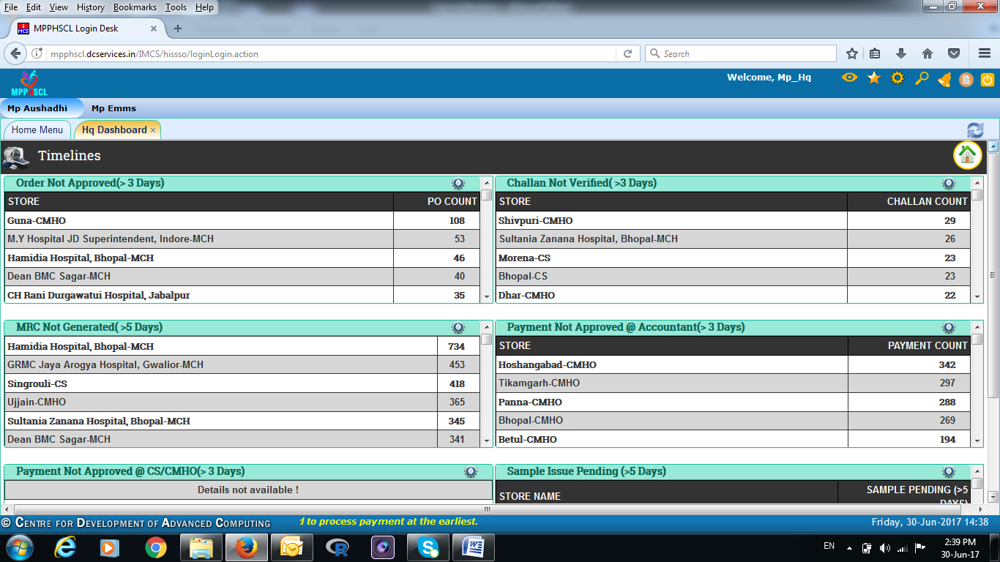 File Edit View History Bookmarks Tools Help
iMCS MPPHSCL Login Desk
mpphscl.dcservices.in/IMCS/hissso/loginLogin.action
Search
MPPHSCL
Welcome, Mp_Hq
Mp Aushadhi Mp Emms
Home Menu Hq Dashboard
Timelines
Order Not Approved(> 3 Days)
STORE PO COUNT
Guna-CMHO 108
M.Y Hospital JD Superintendent, Indore-MCH 53
Hamidia Hospital, Bhopal-MCH 46
Dean BMC Sagar-MCH 40
CH Rani Durgawatui Hospital, Jabalpur 35
Challan Not Verified( >3 Days)
STORE CHALLAN COUNT
Shivpuri-CMHO 29
Sultania Zanana Hospital, Bhopal-MCH 26
Morena-CS 23
Bhopal-CS 23
Dhar-CMHO 22
MRC Not Generated( >5 Days)
Hamidia Hospital, Bhopal-MCH 734
GRMC Jaya Arogya Hospital, Gwalior-MCH 453
Singrouli-CS 418
Ujjain-CMHO 365
Sultania Zanana Hospital, Bhopal-MCH 345
Dean BMC Sagar-MCH 341
Payment Not Approved @ Accountant(> 3 Days)
STORE PAYMENT COUNT
Hoshangabad-CMHO 342
Tikamgarh-CMHO 297
Panna-CMHO 288
Bhopal-CMHO 269
Betul-CMHO 194
Payment Not Approved @ CS/CMHO(> 3 Days)
Details not available !
Sample Issue Pending (>5 Days)
STORE NAME SAMPLE PENDING (>5 DAYS)
© CENTRE FOR DEVELOPMENT OF ADVANCED COMPUTING
d to process payment at the earliest.
Friday, 30-Jun-2017 14:38
EN
2:39 PM
30-Jun-17